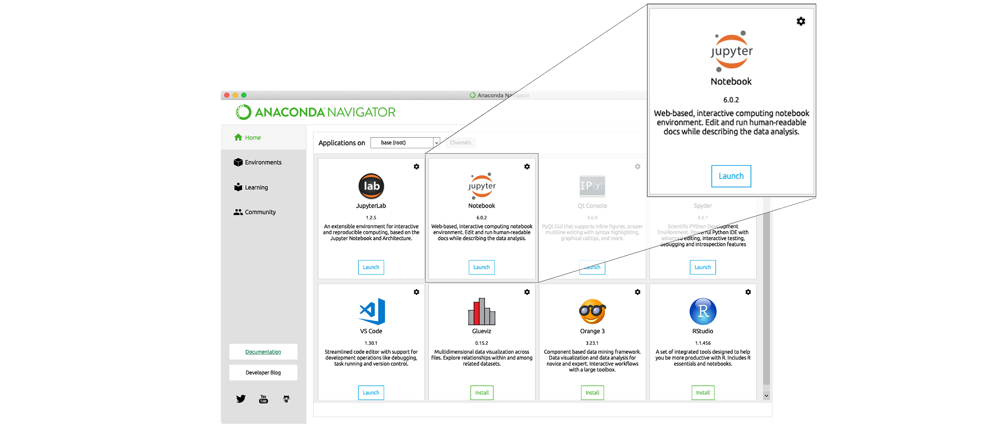 jupyter
Notebook
6.0.2
Web-based, interactive computing notebook
environment. Edit and run human-readable
docs while describing the data analysis.
Launch
Anaconda Navigator
ANACONDA NAVIGATOR
Home
Environments
Learning
Community
Documentation
Developer Blog
You
Tube
Applications on
base (root)
Channels
lab
JupyterLab
1.2.5
An extensible environment for interactive
and reproducible computing, based on the
Jupyter Notebook and Architecture.
Launch
jupyter
Notebook
6.0.2
Web-based, interactive computing notebook
environment. Edit and run human-readable
docs while describing the data analysis.
Launch
IP[y]:
Qt Console
4.6.0
PyQt GUI that supports inline figures, proper
multiline editing with syntax highlighting,
graphical calltips, and more.
Launch
Spyder
4.0.1
Scientific PYthon Development
EnviRonment. Powerful Python IDE with
advanced editing, interactive testing,
debugging and introspection features
Launch
VS Code
1.30.1
Streamlined code editor with support for
development operations like debugging,
task running and version control.
Launch
Glueviz
0.15.2
Multidimensional data visualization across
files. Explore relationships within and among
related datasets.
Install
Orange 3
3.23.1
Component based data mining framework.
Data visualization and data analysis for
novice and expert. Interactive workflows
with a large toolbox.
Install
R
RStudio
1.1.456
A set of integrated tools designed to help
you be more productive with R. Includes R
essentials and notebooks.
Install